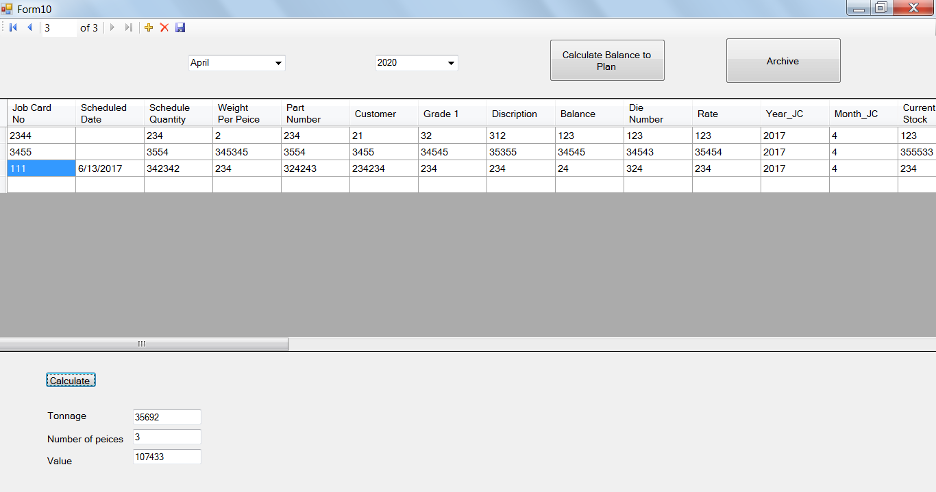 Form10
3 of 3
April 2020 Calculate Balance to Plan Archive
Job Card No Scheduled Date Schedule Quantity Weight Per Peice Part Number Customer Grade 1 Discription Balance Die Number Rate Year_JC Month_JC Current Stock
2344 234 2 234 21 32 312 123 123 123 2017 4 123
3455 3554 345345 3554 3455 34545 35355 34545 34543 35454 2017 4 355533
111 6/13/2017 342342 234 324243 234234 234 234 24 324 234 2017 4 234
Calculate
Tonnage 35692
Number of peices 3
Value 107433